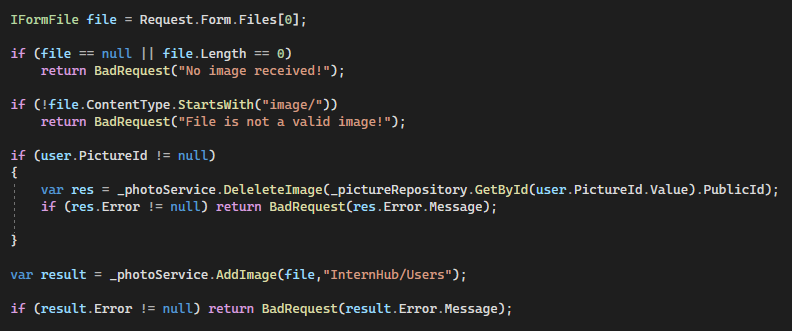 IFormFile file = Request.Form.Files[0];
if (file == null || file.Length == 0)
return BadRequest("No image received!");
if (!file.ContentType.StartsWith("image/"))
return BadRequest("File is not a valid image!");
if (user.PictureId != null)
{
var res = _photoService.DeleleteImage(_pictureRepository.GetById(user.PictureId.Value).PublicId);
if (res.Error != null) return BadRequest(res.Error.Message);
}
var result = _photoService.AddImage(file,"InternHub/Users");
if (result.Error != null) return BadRequest(result.Error.Message);